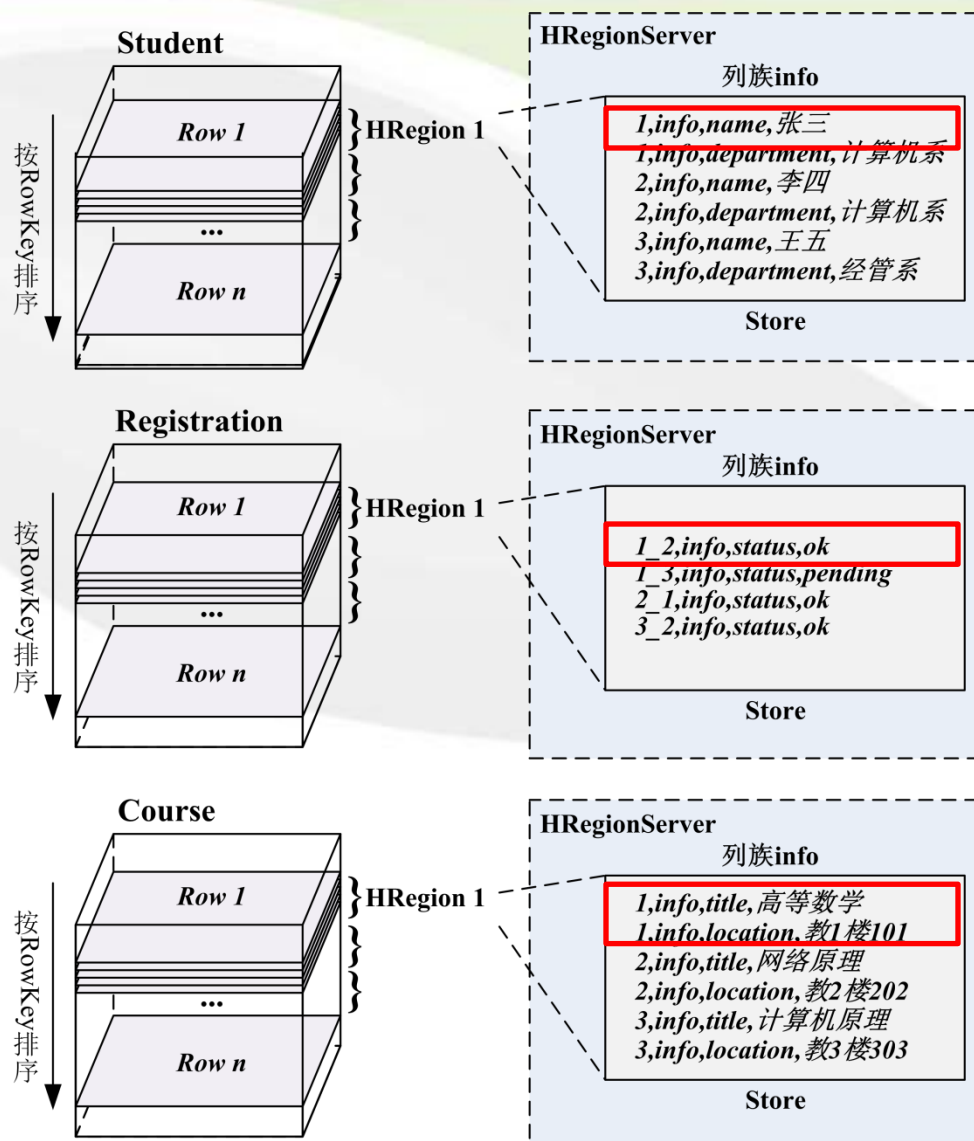 Student
按RowKey排序
Row 1
HRegion 1
...
Row n
HRegionServer
列族info
1,info,name,张三
1,info,department,计算机系
2,info,name,李四
2,info,department,计算机系
3,info,name,王五
3,info,department,经管系
Store
Registration
按RowKey排序
Row 1
HRegion 1
...
Row n
HRegionServer
列族info
1_2,info,status,ok
1_3,info,status,pending
2_1,info,status,ok
3_2,info,status,ok
Store
Course
按RowKey排序
Row 1
HRegion 1
...
Row n
HRegionServer
列族info
1,info,title,高等数学
1,info,location,教1楼101
2,info,title,网络原理
2,info,location,教2楼202
3,info,title,计算机原理
3,info,location,教3楼303
Store